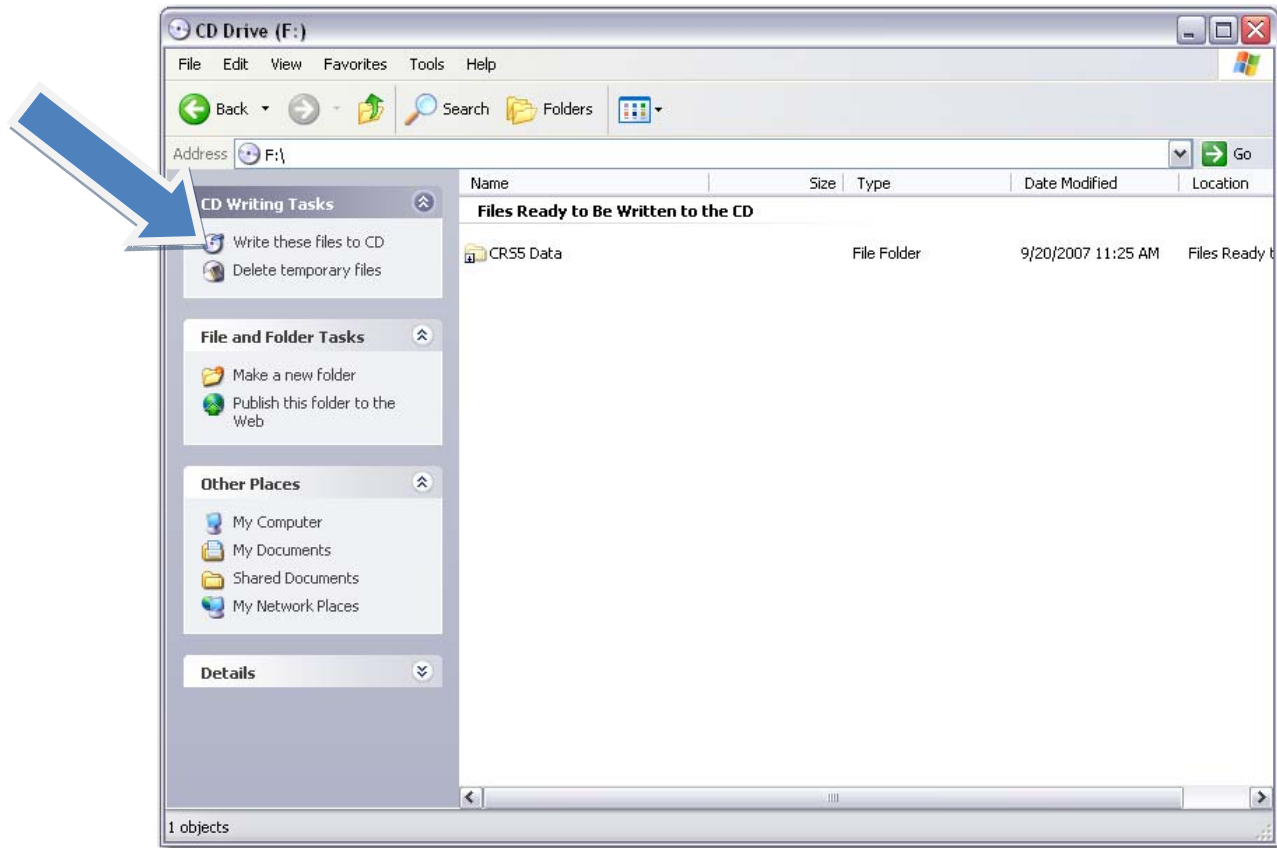 CD Drive (F:)
File Edit View Favorites Tools Help
Back Search Folders
Address F:\ Go
Name Size Type Date Modified Location
CD Writing Tasks
Files Ready to Be Written to the CD
Write these files to CD
CRS5 Data File Folder 9/20/2007 11:25 AM Files Ready t
Delete temporary files
File and Folder Tasks
Make a new folder
Publish this folder to the
Web
Other Places
My Computer
My Documents
Shared Documents
My Network Places
Details
1 objects